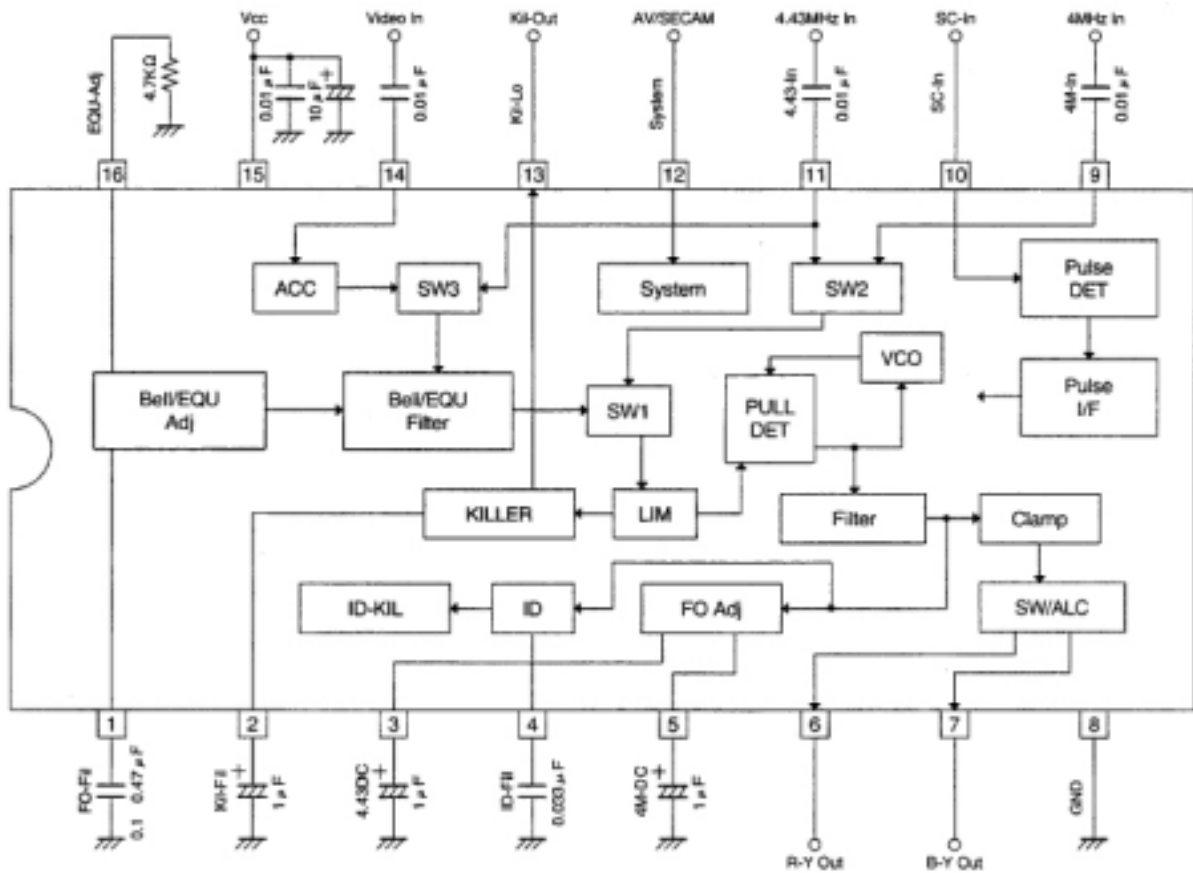 Vcc
Video In
Kil-Out
AV/SECAM
4.43MHz In
SC-In
4MHz In
EQU-Adj
4.7KΩ
0.01μF
10μF
+
0.01μF
Kil-Lo
System
4.43-In
0.01μF
SC-In
4M-In
0.01μF
16
15
14
13
12
11
10
9
ACC
SW3
System
SW2
Pulse
DET
VCO
Bell/EQU
Adj
Bell/EQU
Filter
SW1
PULL
DET
Pulse
I/F
KILLER
LIM
Filter
Clamp
ID-KIL
ID
FO Adj
SW/ALC
1
2
3
4
5
6
7
8
FO-Fil
0.1 0.47μF
Kil-Fil
+
1μF
4.43DC
+
1μF
ID-Fil
0.033μF
4M-DC
+
1μF
GND
R-Y Out
B-Y Out